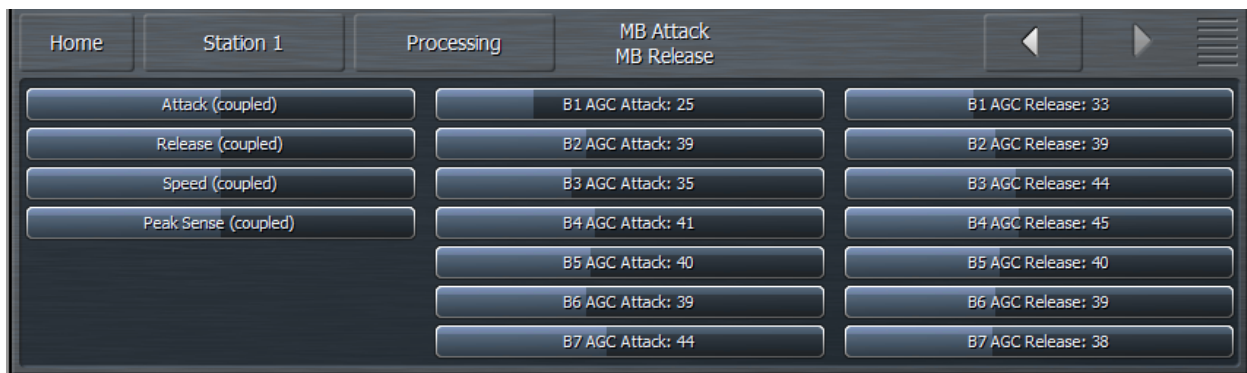 Home
Station 1
Processing
MB Attack
MB Release
Attack (coupled)
Release (coupled)
Speed (coupled)
Peak Sense (coupled)
B1 AGC Attack: 25
B2 AGC Attack: 39
B3 AGC Attack: 35
B4 AGC Attack: 41
B5 AGC Attack: 40
B6 AGC Attack: 39
B7 AGC Attack: 44
B1 AGC Release: 33
B2 AGC Release: 39
B3 AGC Release: 44
B4 AGC Release: 45
B5 AGC Release: 40
B6 AGC Release: 39
B7 AGC Release: 38